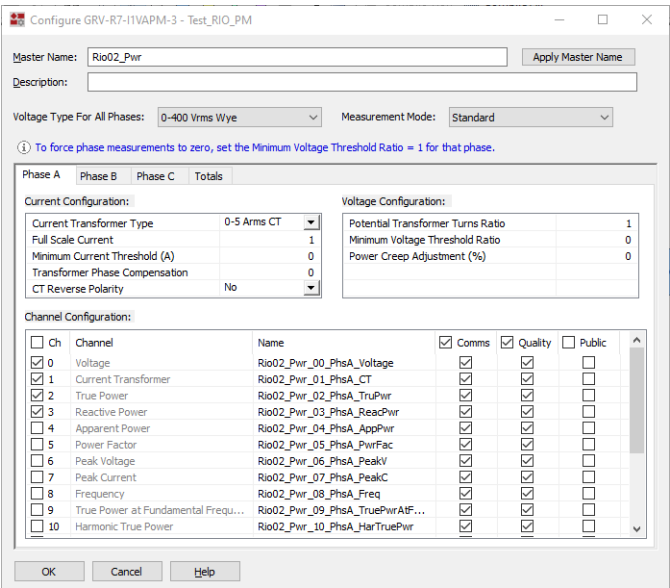 Configure GRV-R7-I1VAPM-3 - Test_RIO_PM
Master Name: Rio02_Pwr Apply Master Name
Description:
Voltage Type For All Phases: 0-400 Vrms Wye Measurement Mode: Standard
To force phase measurements to zero, set the Minimum Voltage Threshold Ratio = 1 for that phase.
Phase A Phase B Phase C Totals
Current Configuration: Voltage Configuration:
Current Transformer Type 0-5 Arms CT Potential Transformer Turns Ratio 1
Full Scale Current 1 Minimum Voltage Threshold Ratio 0
Minimum Current Threshold (A) 0 Power Creep Adjustment (%) 0
Transformer Phase Compensation 0
CT Reverse Polarity No
Channel Configuration:
Ch Channel Name Comms Quality Public
0 Voltage Rio02_Pwr_00_PhsA_Voltage
1 Current Transformer Rio02_Pwr_01_PhsA_CT
2 True Power Rio02_Pwr_02_PhsA_TruPwr
3 Reactive Power Rio02_Pwr_03_PhsA_ReacPwr
4 Apparent Power Rio02_Pwr_04_PhsA_AppPwr
5 Power Factor Rio02_Pwr_05_PhsA_PwrFac
6 Peak Voltage Rio02_Pwr_06_PhsA_PeakV
7 Peak Current Rio02_Pwr_07_PhsA_PeakC
8 Frequency Rio02_Pwr_08_PhsA_Freq
9 True Power at Fundamental Frequ... Rio02_Pwr_09_PhsA_TruePwrAtF...
10 Harmonic True Power Rio02_Pwr_10_PhsA_HarTruePwr
OK Cancel Help